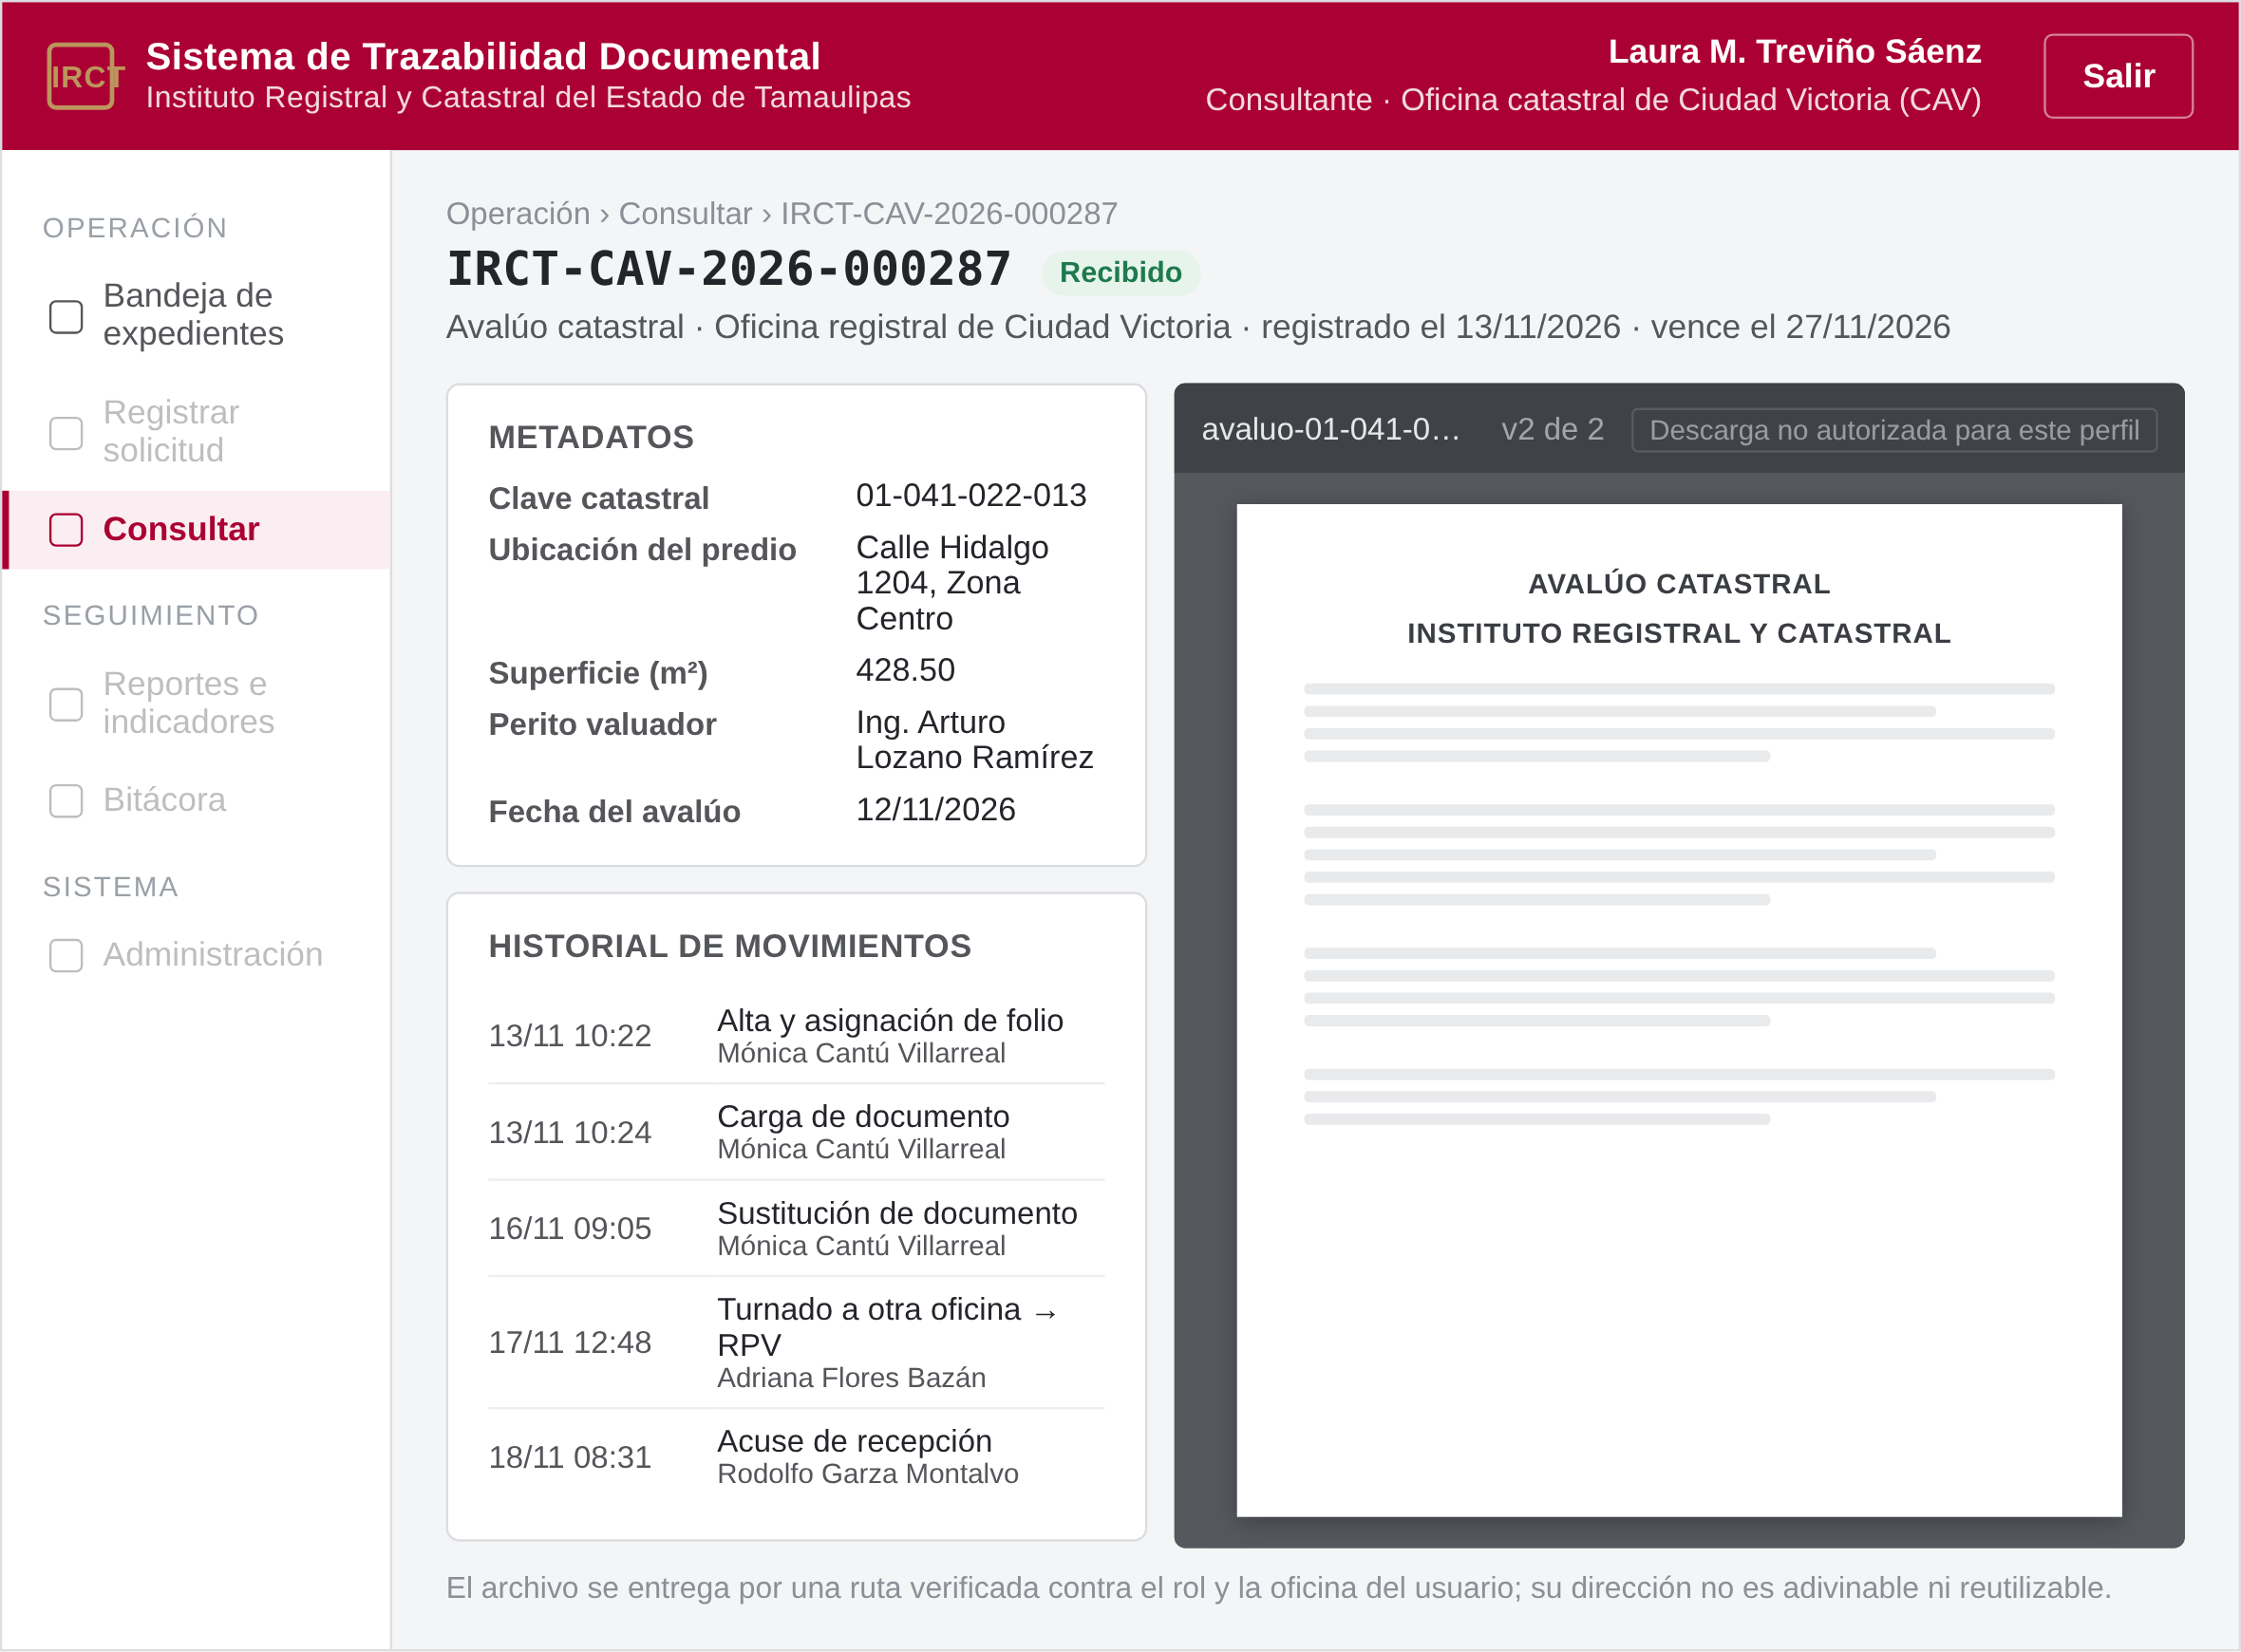 IRCT
Sistema de Trazabilidad Documental
Instituto Registral y Catastral del Estado de Tamaulipas
Laura M. Treviño Sáenz
Consultante · Oficina catastral de Ciudad Victoria (CAV)
Salir
OPERACIÓN
Bandeja de
expedientes
Registrar
solicitud
Consultar
SEGUIMIENTO
Reportes e
indicadores
Bitácora
SISTEMA
Administración
Operación › Consultar › IRCT-CAV-2026-000287
IRCT-CAV-2026-000287
Recibido
Avalúo catastral · Oficina registral de Ciudad Victoria · registrado el 13/11/2026 · vence el 27/11/2026
METADATOS
Clave catastral 01-041-022-013
Ubicación del predio Calle Hidalgo
1204, Zona
Centro
Superficie (m²) 428.50
Perito valuador Ing. Arturo
Lozano Ramírez
Fecha del avalúo 12/11/2026
HISTORIAL DE MOVIMIENTOS
13/11 10:22 Alta y asignación de folio
Mónica Cantú Villarreal
13/11 10:24 Carga de documento
Mónica Cantú Villarreal
16/11 09:05 Sustitución de documento
Mónica Cantú Villarreal
17/11 12:48 Turnado a otra oficina →
RPV
Adriana Flores Bazán
18/11 08:31 Acuse de recepción
Rodolfo Garza Montalvo
avaluo-01-041-0… v2 de 2 Descarga no autorizada para este perfil
AVALÚO CATASTRAL
INSTITUTO REGISTRAL Y CATASTRAL
El archivo se entrega por una ruta verificada contra el rol y la oficina del usuario; su dirección no es adivinable ni reutilizable.